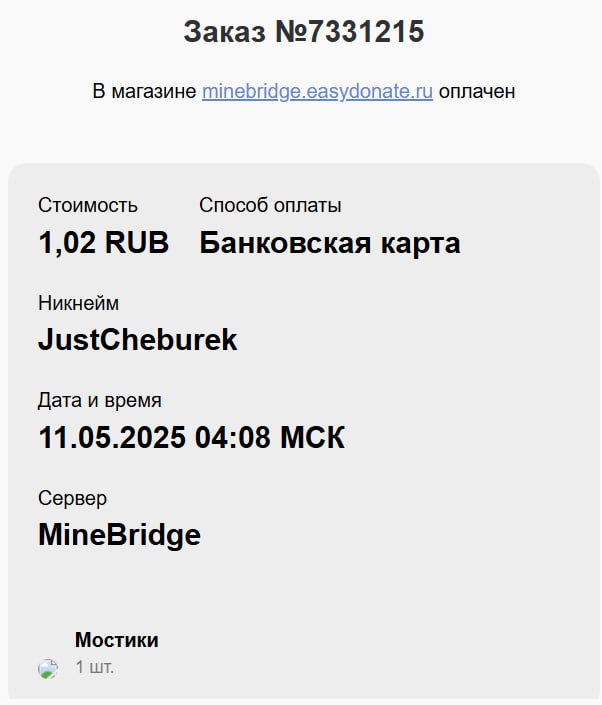 Заказ №7331215
В магазине minebridge.easydonate.ru оплачен
Стоимость Способ оплаты
1,02 RUB Банковская карта
Никнейм
JustCheburek
Дата и время
11.05.2025 04:08 МСК
Сервер
MineBridge
Мостики
1 шт.